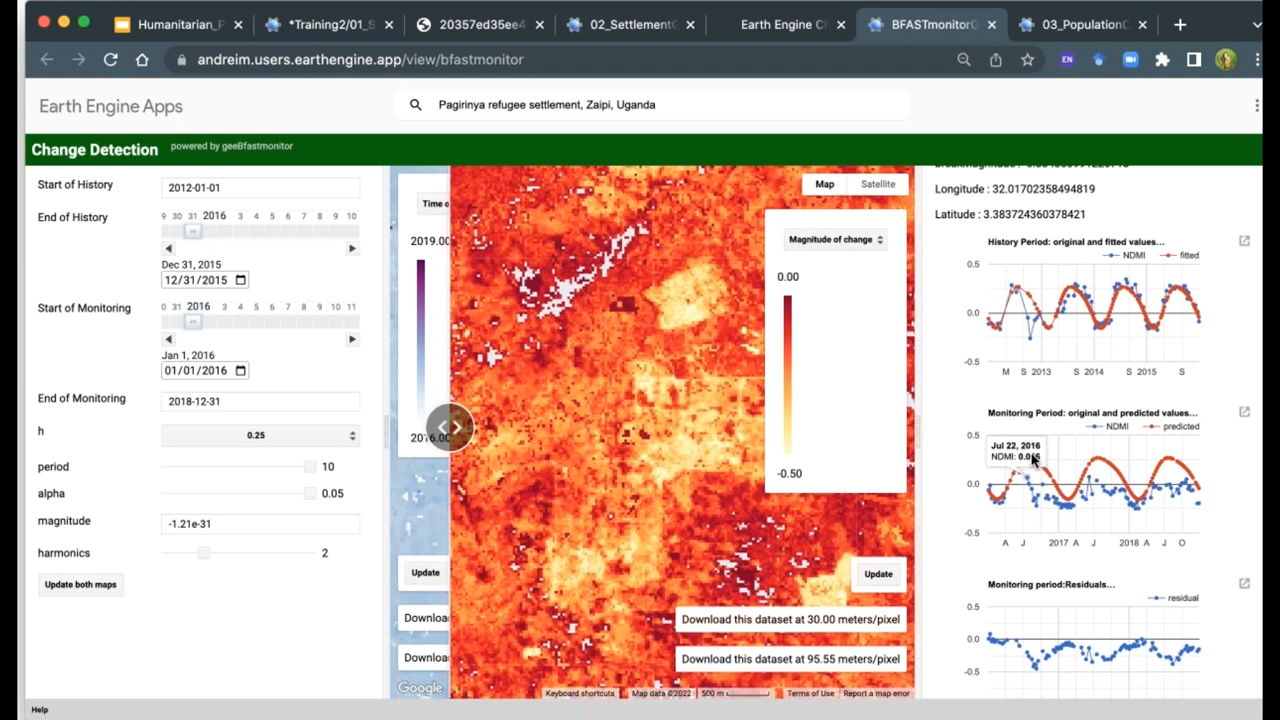 Humanitarian_P
*Training2/01_S
20357ed35ee4
02_SettlementC
Earth Engine C
BFASTmonitor
03_PopulationC
andreim.users.earthengine.app/view/bfastmonitor
EN
Earth Engine Apps
Pagirinya refugee settlement, Zaipi, Uganda
Change Detection
powered by geeBfastmonitor
Start of History
2012-01-01
End of History
9 30 31 2016 3 4 5 6 7 8 9 10
Dec 31, 2015
12/31/2015
Start of Monitoring
0 31 2016 3 4 5 6 7 8 9 11
Jan 1, 2016
01/01/2016
End of Monitoring
2018-12-31
h
0.25
period
10
alpha
0.05
magnitude
-1.21e-31
harmonics
2
Update both maps
Time
2019.00
2016.00
Update
Download
Download
Google
Map
Satellite
Magnitude of change
0.00
-0.50
Update
Download this dataset at 30.00 meters/pixel
Download this dataset at 95.55 meters/pixel
Keyboard shortcuts
Map data ©2022
500 m
Terms of Use
Report a map error
Longitude : 32.01702358494819
Latitude : 3.383724360378421
History Period: original and fitted values...
NDMI
fitted
0.5
0.0
-0.5
M S 2013 S 2014 S 2015 S
Monitoring Period: original and predicted values...
NDMI
predicted
0.5
Jul 22, 2016
NDMI:
0.0
-0.5
A J 2017 A J 2018 A J O
Monitoring period:Residuals...
residual
0.5
0.0
-0.5
Help